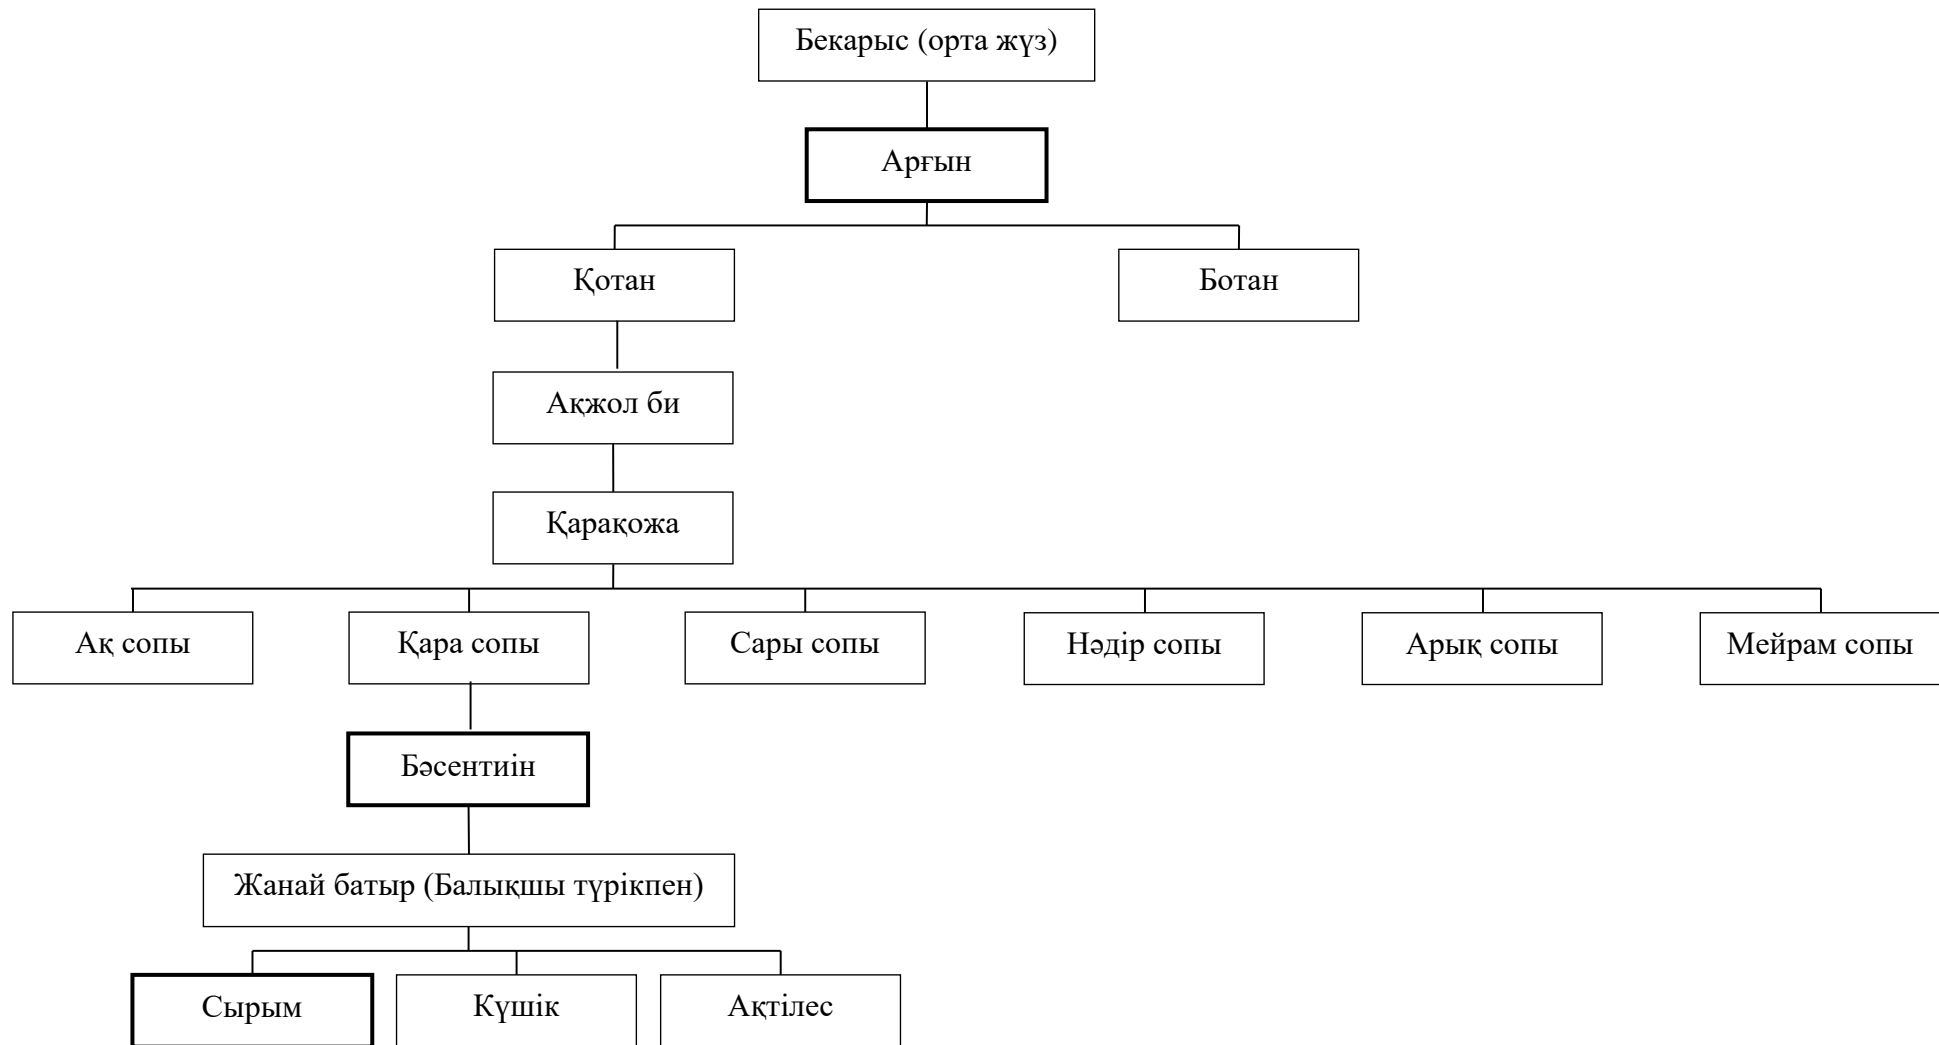 Бекарыс (орта жүз)
Арғын
Қотан
Ботан
Ақжол би
Қарақожа
Ақ сопы
Қара сопы
Сары сопы
Нәдір сопы
Арық сопы
Мейрам сопы
Бәсентиін
Жанай батыр (Балықшы түрікпен)
Сырым
Күшік
Ақтілес